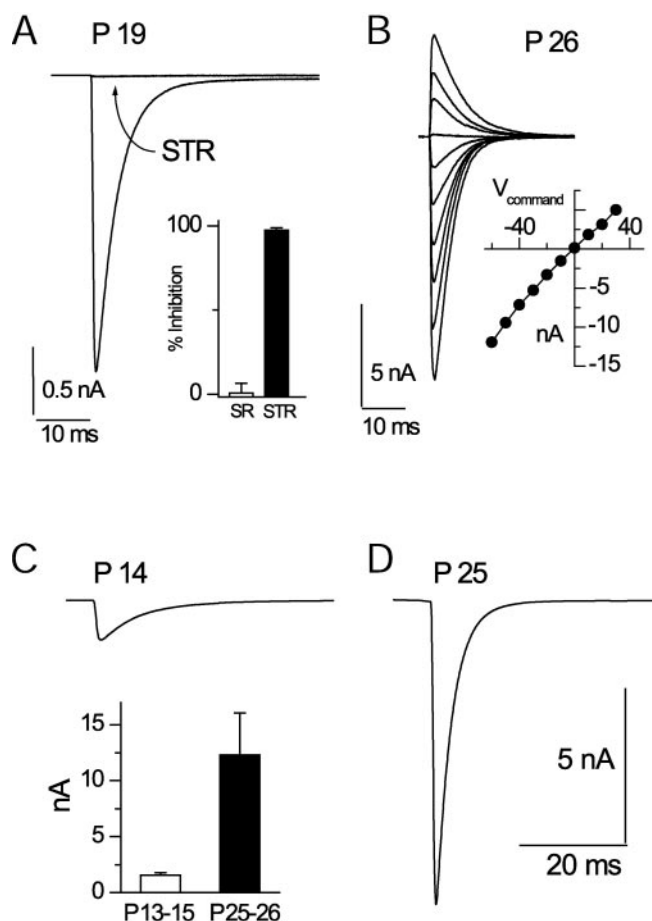 A
P 19
STR
100
% Inhibition
0
SR STR
0.5 nA
10 ms
B
P 26
V command
-40 40
-5
nA -10
-15
5 nA
10 ms
C
P 14
15
10
nA
5
0
P13-15 P25-26
D
P 25
5 nA
20 ms